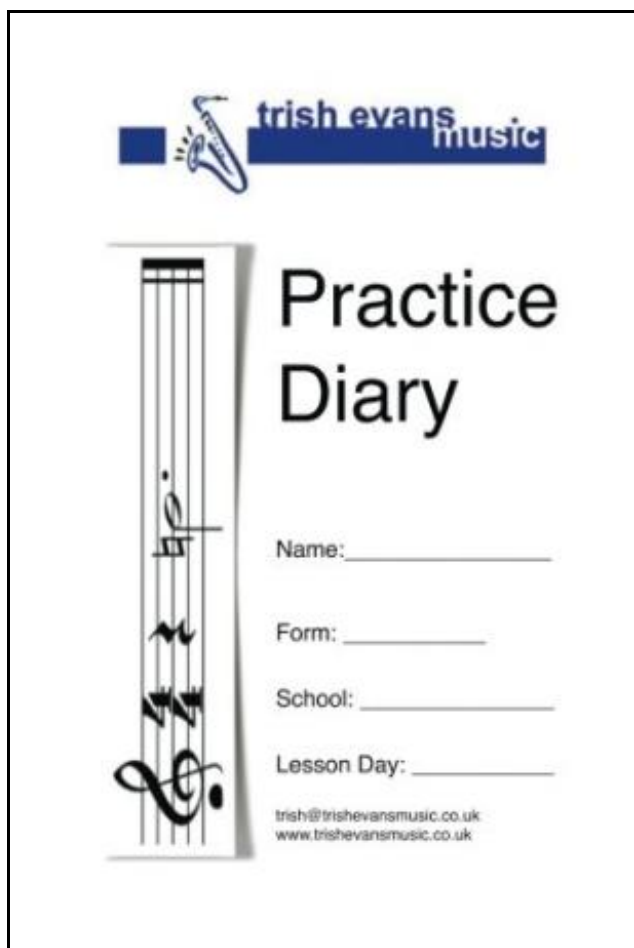 trish evans
music
Practice
Diary
Name:
Form:
School:
Lesson Day:
trish@trishevansmusic.co.uk
www.trishevansmusic.co.uk